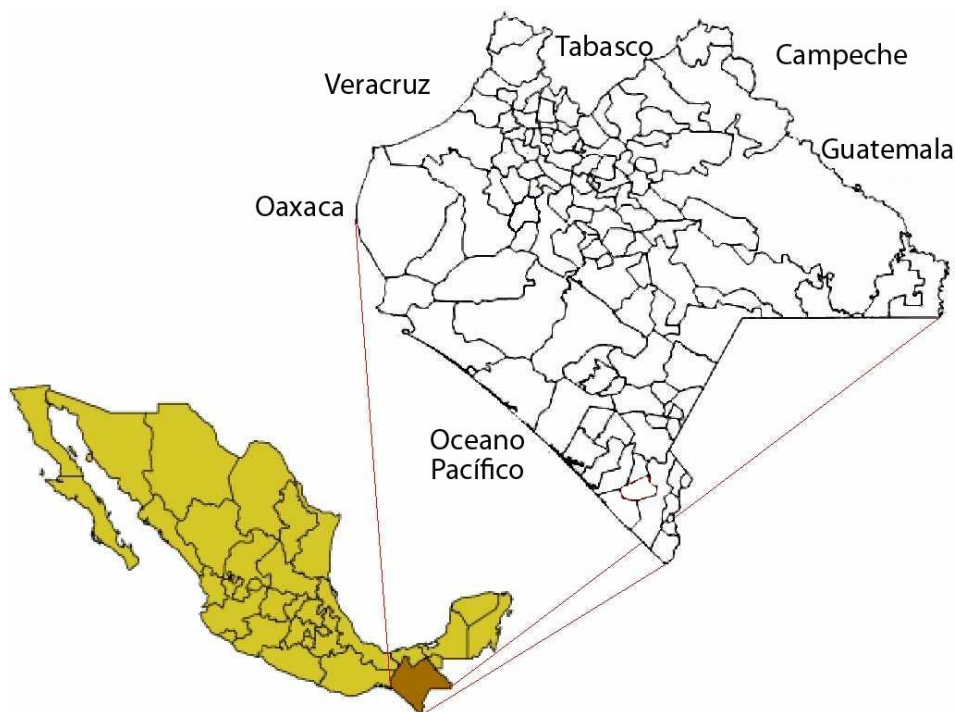 Tabasco
Campeche
Veracruz
Guatemala
Oaxaca
Oceano
Pacífico